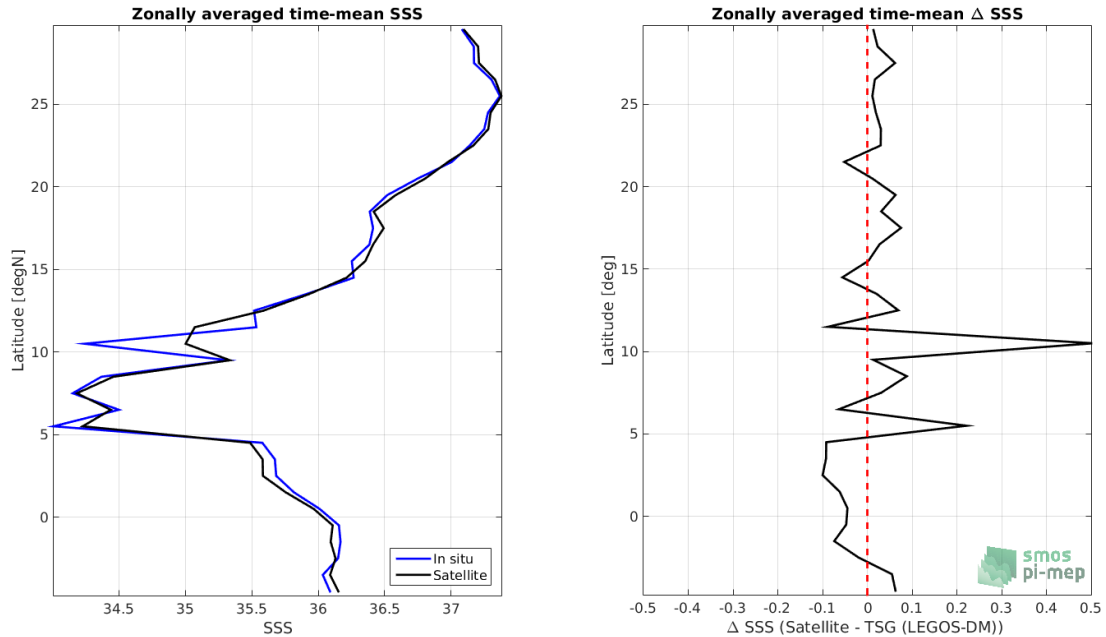 Zonally averaged time-mean SSS
Latitude [degN]
25
20
15
10
5
0
34.5
35
35.5
36
36.5
37
SSS
In situ
Satellite
Zonally averaged time-mean Δ SSS
Latitude [deg]
25
20
15
10
5
0
-0.5
-0.4
-0.3
-0.2
-0.1
0
0.1
0.2
0.3
0.4
0.5
Δ SSS (Satellite - TSG (LEGOS-DM))
smos
pi-mep